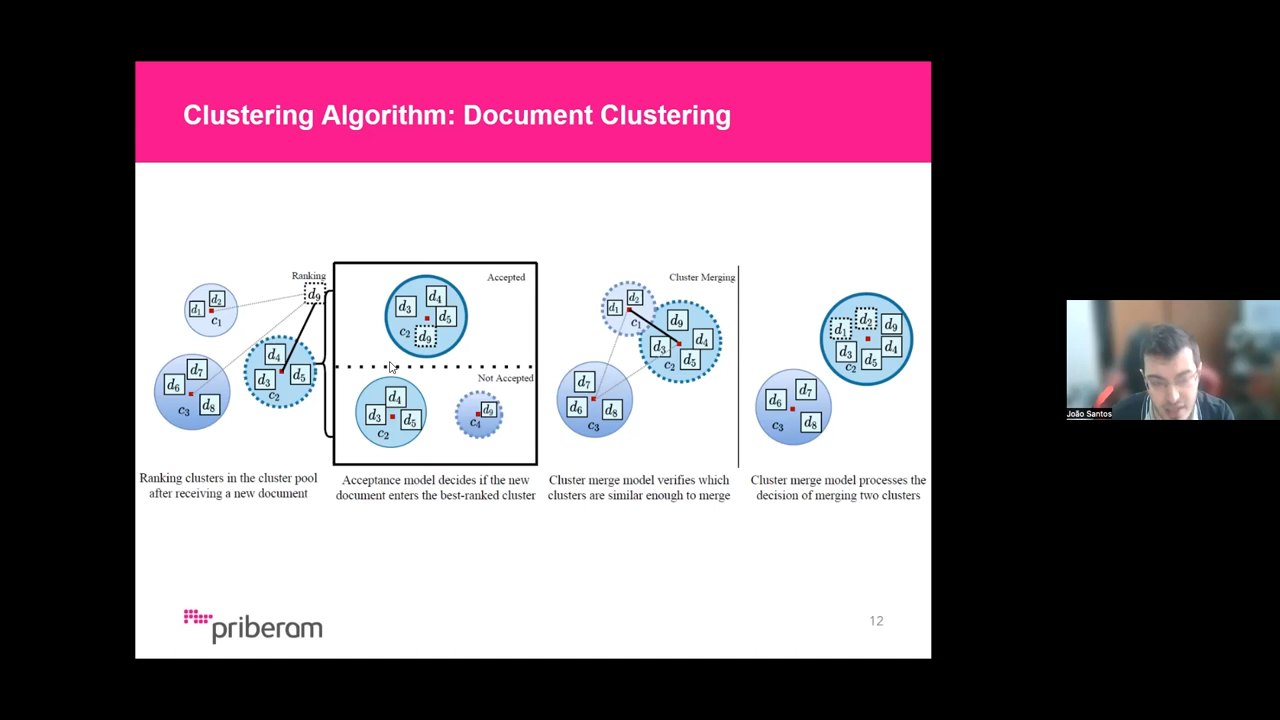 Clustering Algorithm: Document Clustering
Ranking
d9
d1
d2
c1
d7
d6
c3
d8
d4
d3
d5
c2
Accepted
d3
d4
d5
c2
d9
Not Accepted
d4
d3
d5
c2
d9
c4
Cluster Merging
d1
d2
c1
d9
d3
d4
d5
c2
d7
d6
d8
c3
d1
d2
d9
d3
d4
d5
c2
d6
d7
c3
d8
Ranking clusters in the cluster pool
after receiving a new document
Acceptance model decides if the new
document enters the best-ranked cluster
Cluster merge model verifies which
clusters are similar enough to merge
Cluster merge model processes the
decision of merging two clusters
priberam
12
João Santos